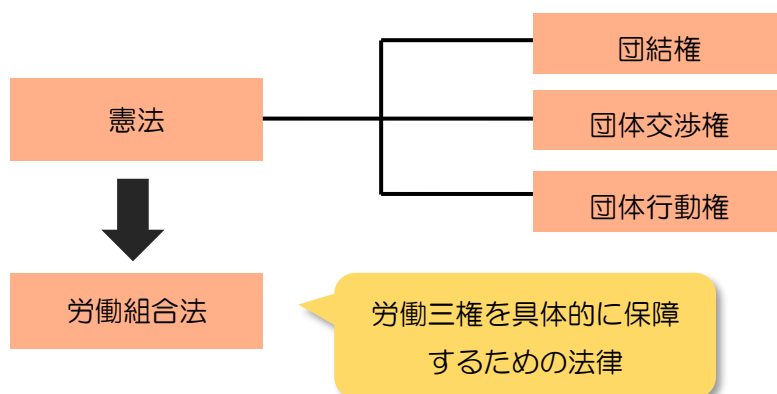 団結権
憲法
団体交渉権
団体行動権
労働組合法
労働三権を具体的に保障
するための法律